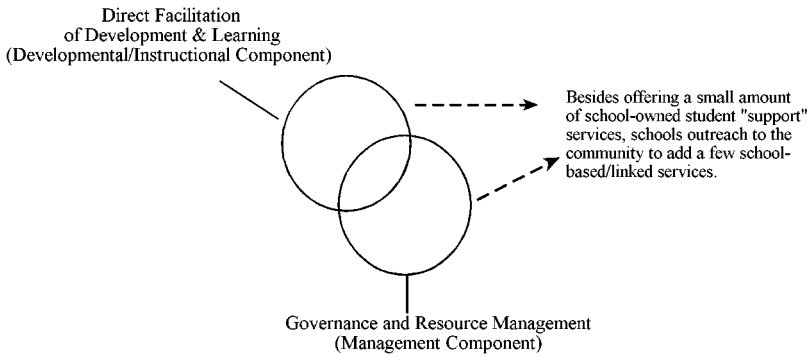 Direct Facilitation
of Development & Learning
(Developmental/Instructional Component)
Besides offering a small amount
of school-owned student "support"
services, schools outreach to the
community to add a few school-
based/linked services.
Governance and Resource Management
(Management Component)